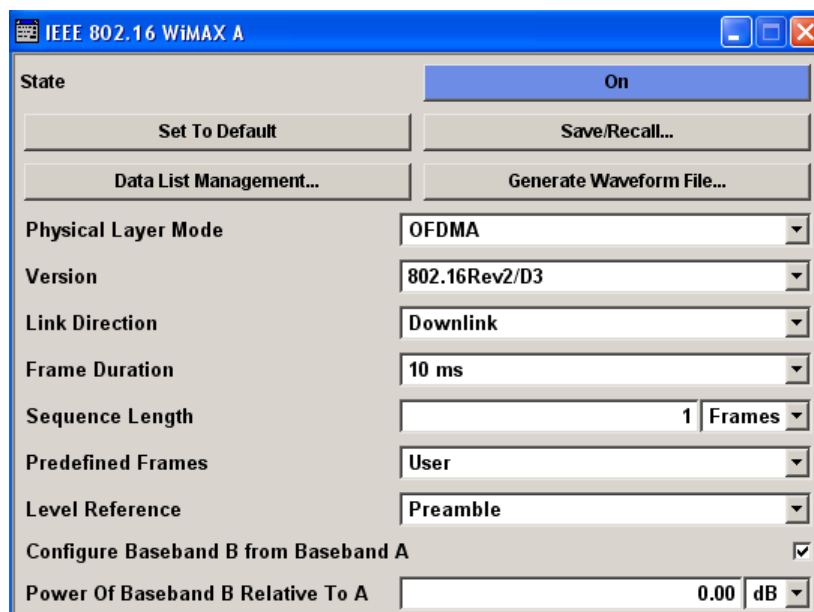 IEEE 802.16 WiMAX A
State On
Set To Default Save/Recall...
Data List Management... Generate Waveform File...
Physical Layer Mode OFDMA
Version 802.16Rev2/D3
Link Direction Downlink
Frame Duration 10 ms
Sequence Length 1 Frames
Predefined Frames User
Level Reference Preamble
Configure Baseband B from Baseband A
Power Of Baseband B Relative To A 0.00 dB